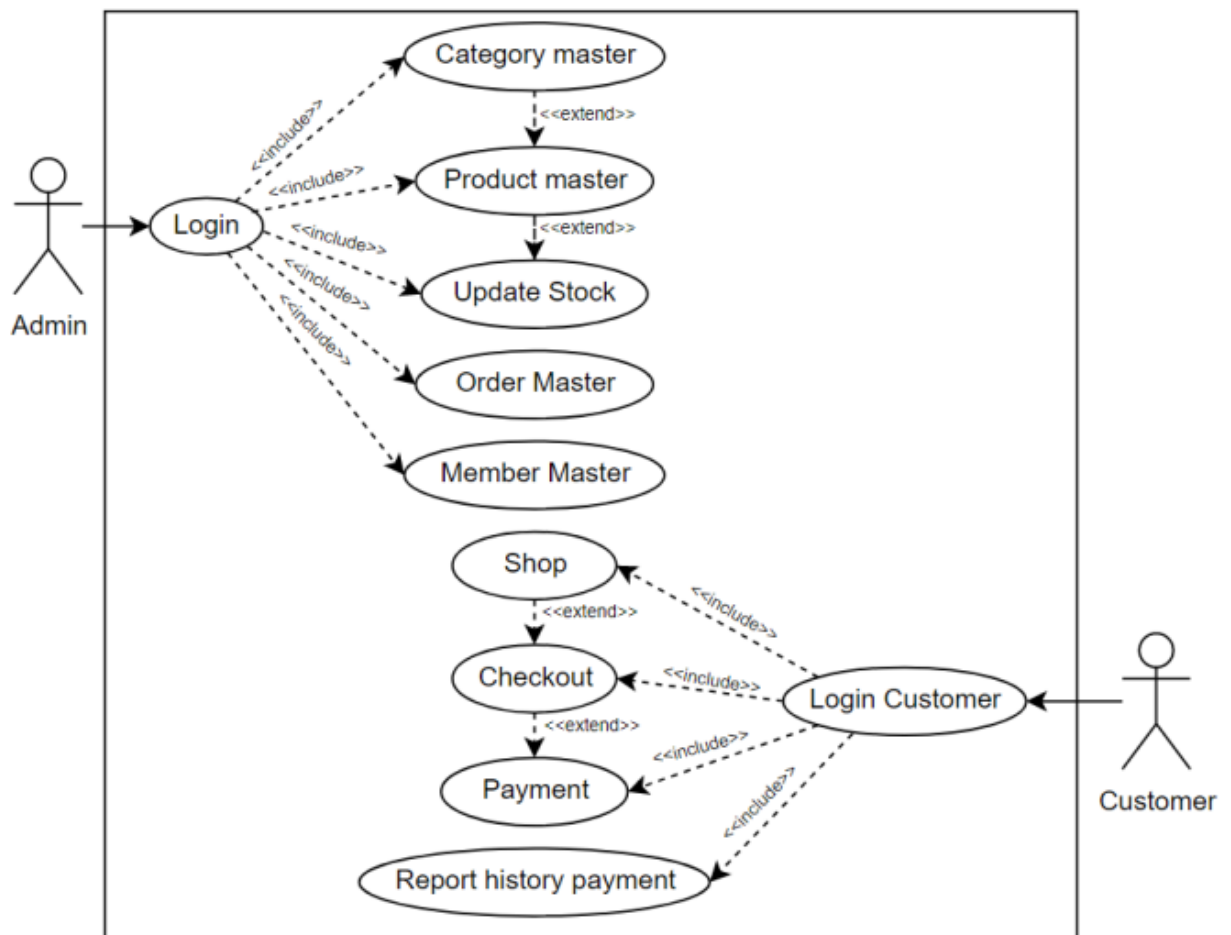 Category master
<<include>>
<<extend>>
<<include>>
Product master
Login
<<include>>
<<extend>>
<<include>>
Update Stock
Admin
<<include>>
Order Master
Member Master
Shop
<<include>>
<<extend>>
Checkout
<<include>>
Login Customer
<<extend>>
<<include>>
Payment
Customer
<<include>>
Report history payment